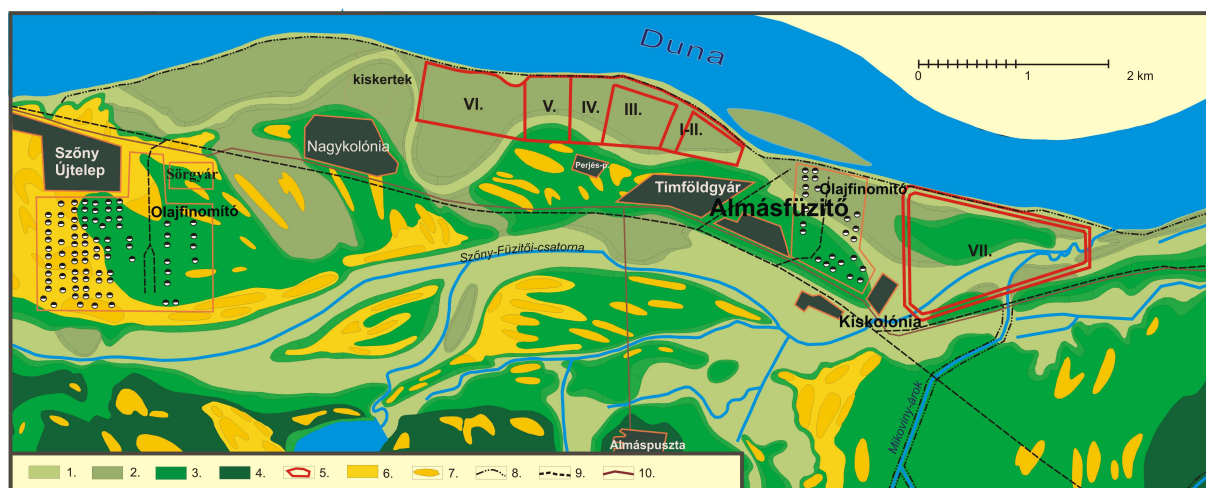 Duna
0 1 2 km
kiskertek
VI.
V.
IV.
III.
I-II.
Nagykolónia
Szőny
Újtelep
Sörgyár
Olajfinomító
Perjés-p.
Timföldgyár
Olajfinomító
Almásfüzitő
VII.
Szőny-Füzitői-csatorna
Kiskolónia
Mikoviny-árok
Almáspuszta
1. 2. 3. 4. 5. 6. 7. 8. 9. 10.